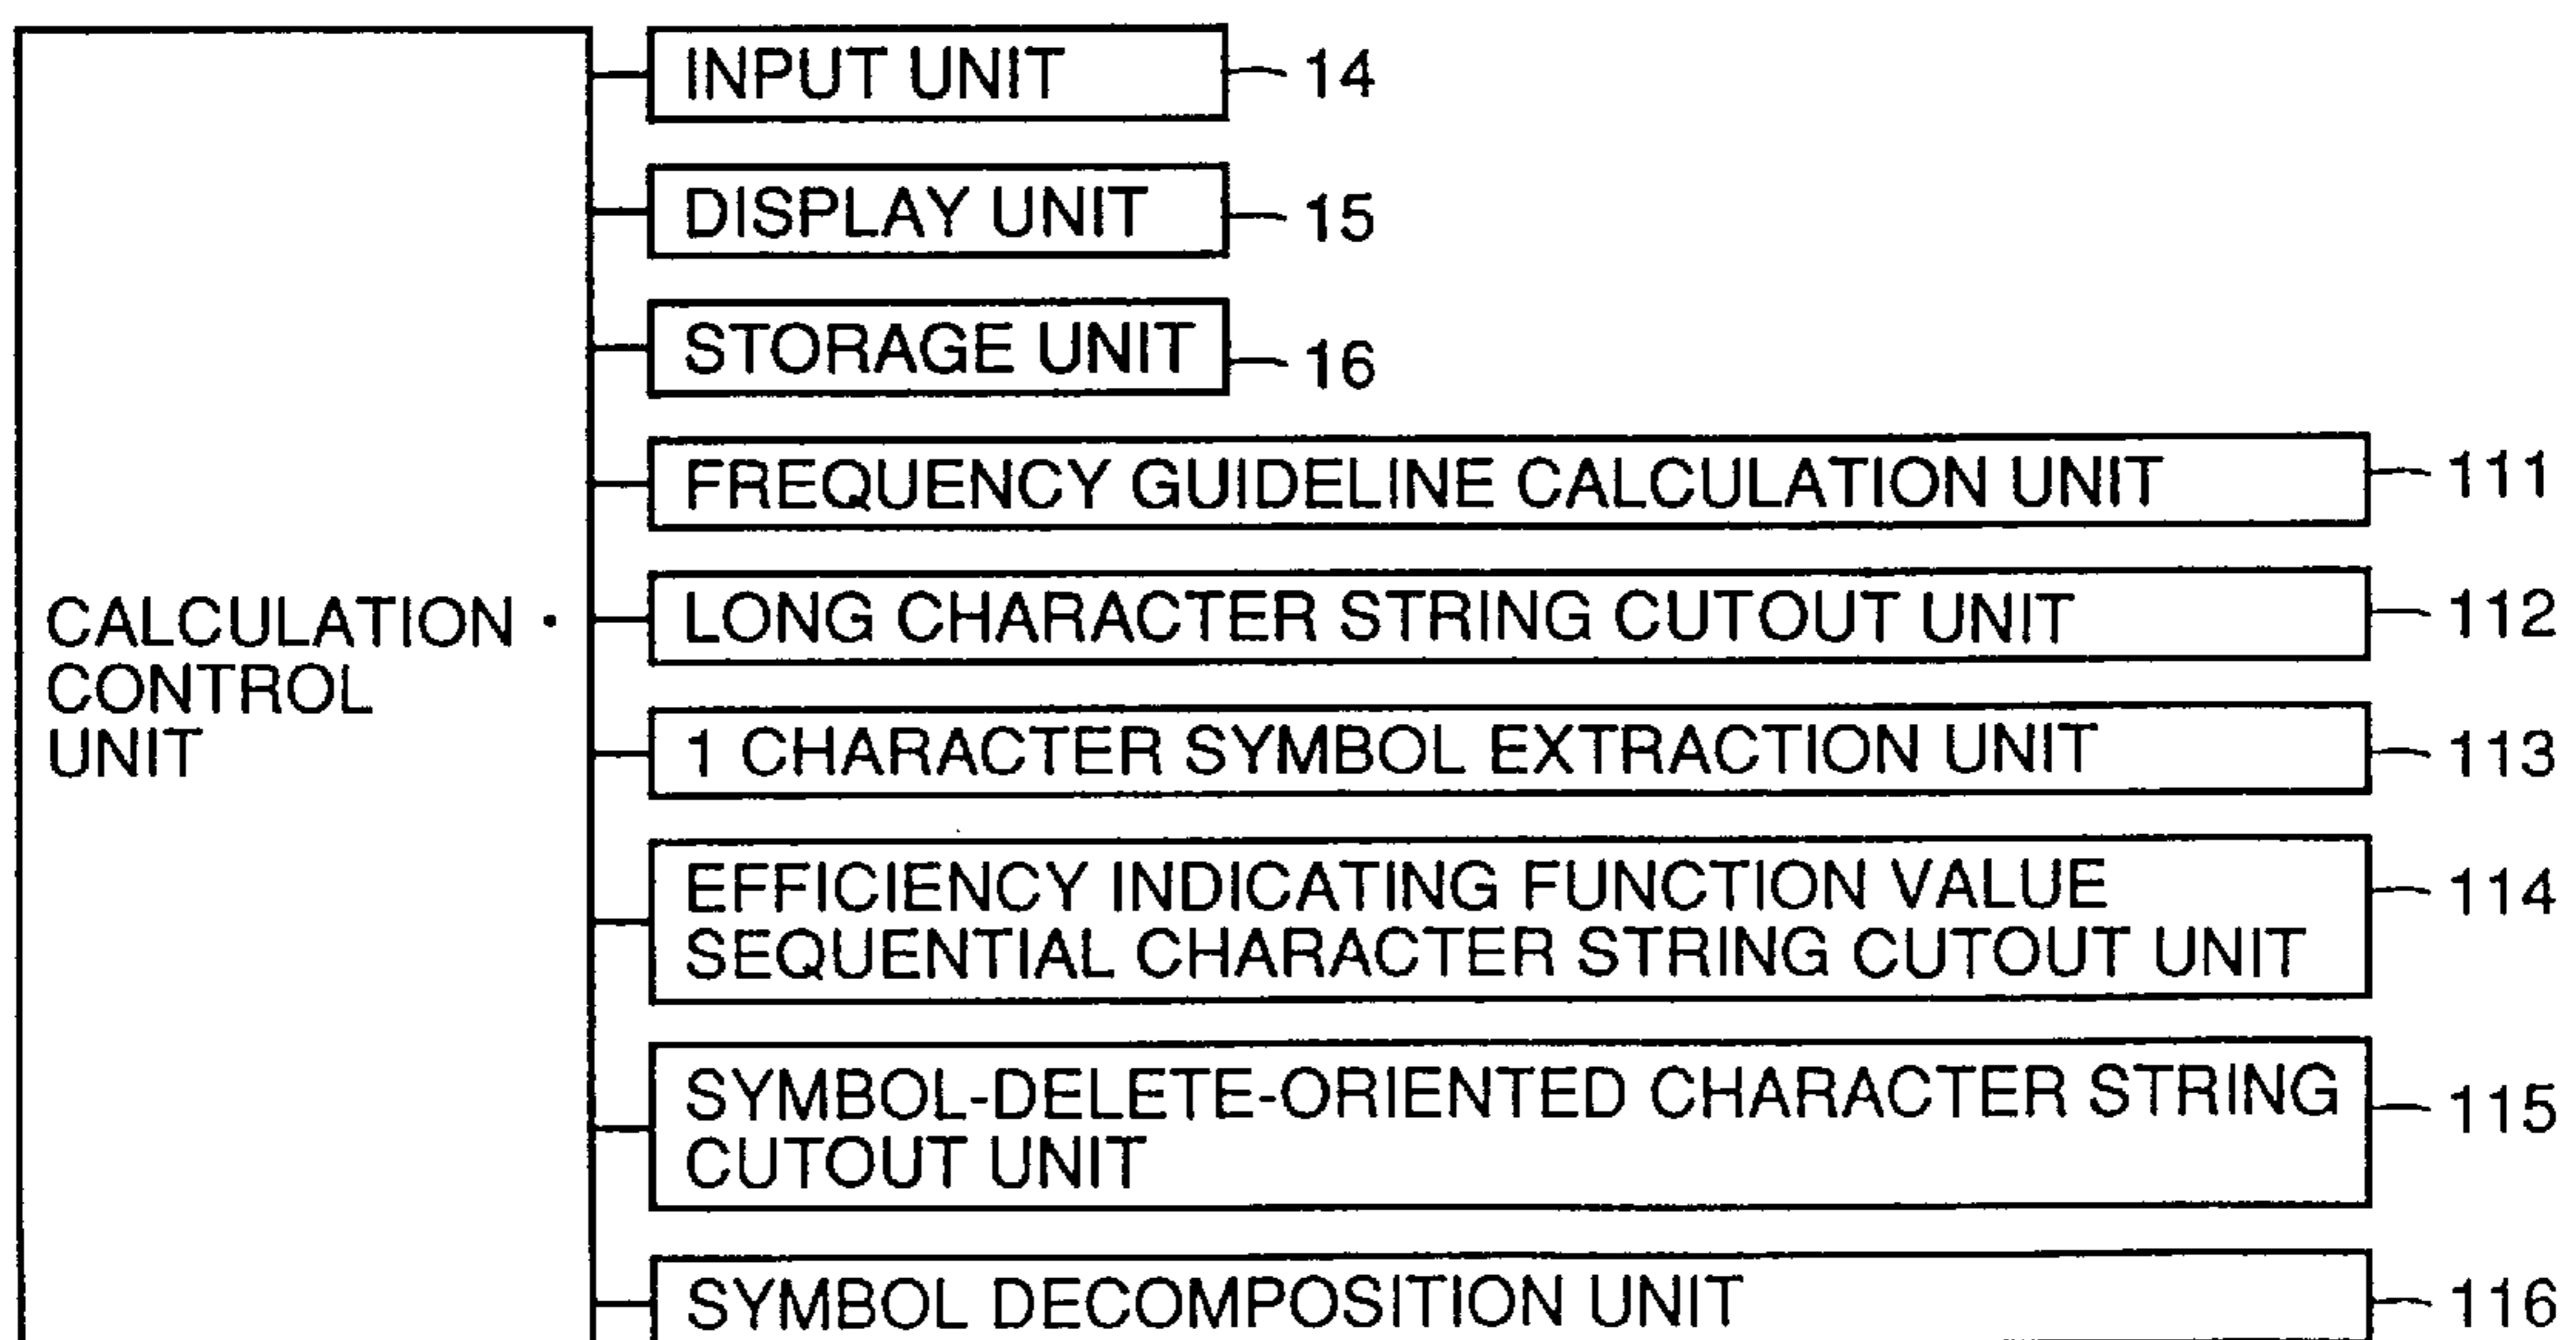 INPUT UNIT 14
DISPLAY UNIT 15
STORAGE UNIT 16
FREQUENCY GUIDELINE CALCULATION UNIT 111
CALCULATION ·
CONTROL
UNIT
LONG CHARACTER STRING CUTOUT UNIT 112
1 CHARACTER SYMBOL EXTRACTION UNIT 113
EFFICIENCY INDICATING FUNCTION VALUE
SEQUENTIAL CHARACTER STRING CUTOUT UNIT
114
SYMBOL-DELETE-ORIENTED CHARACTER STRING
CUTOUT UNIT
115
SYMBOL DECOMPOSITION UNIT 116